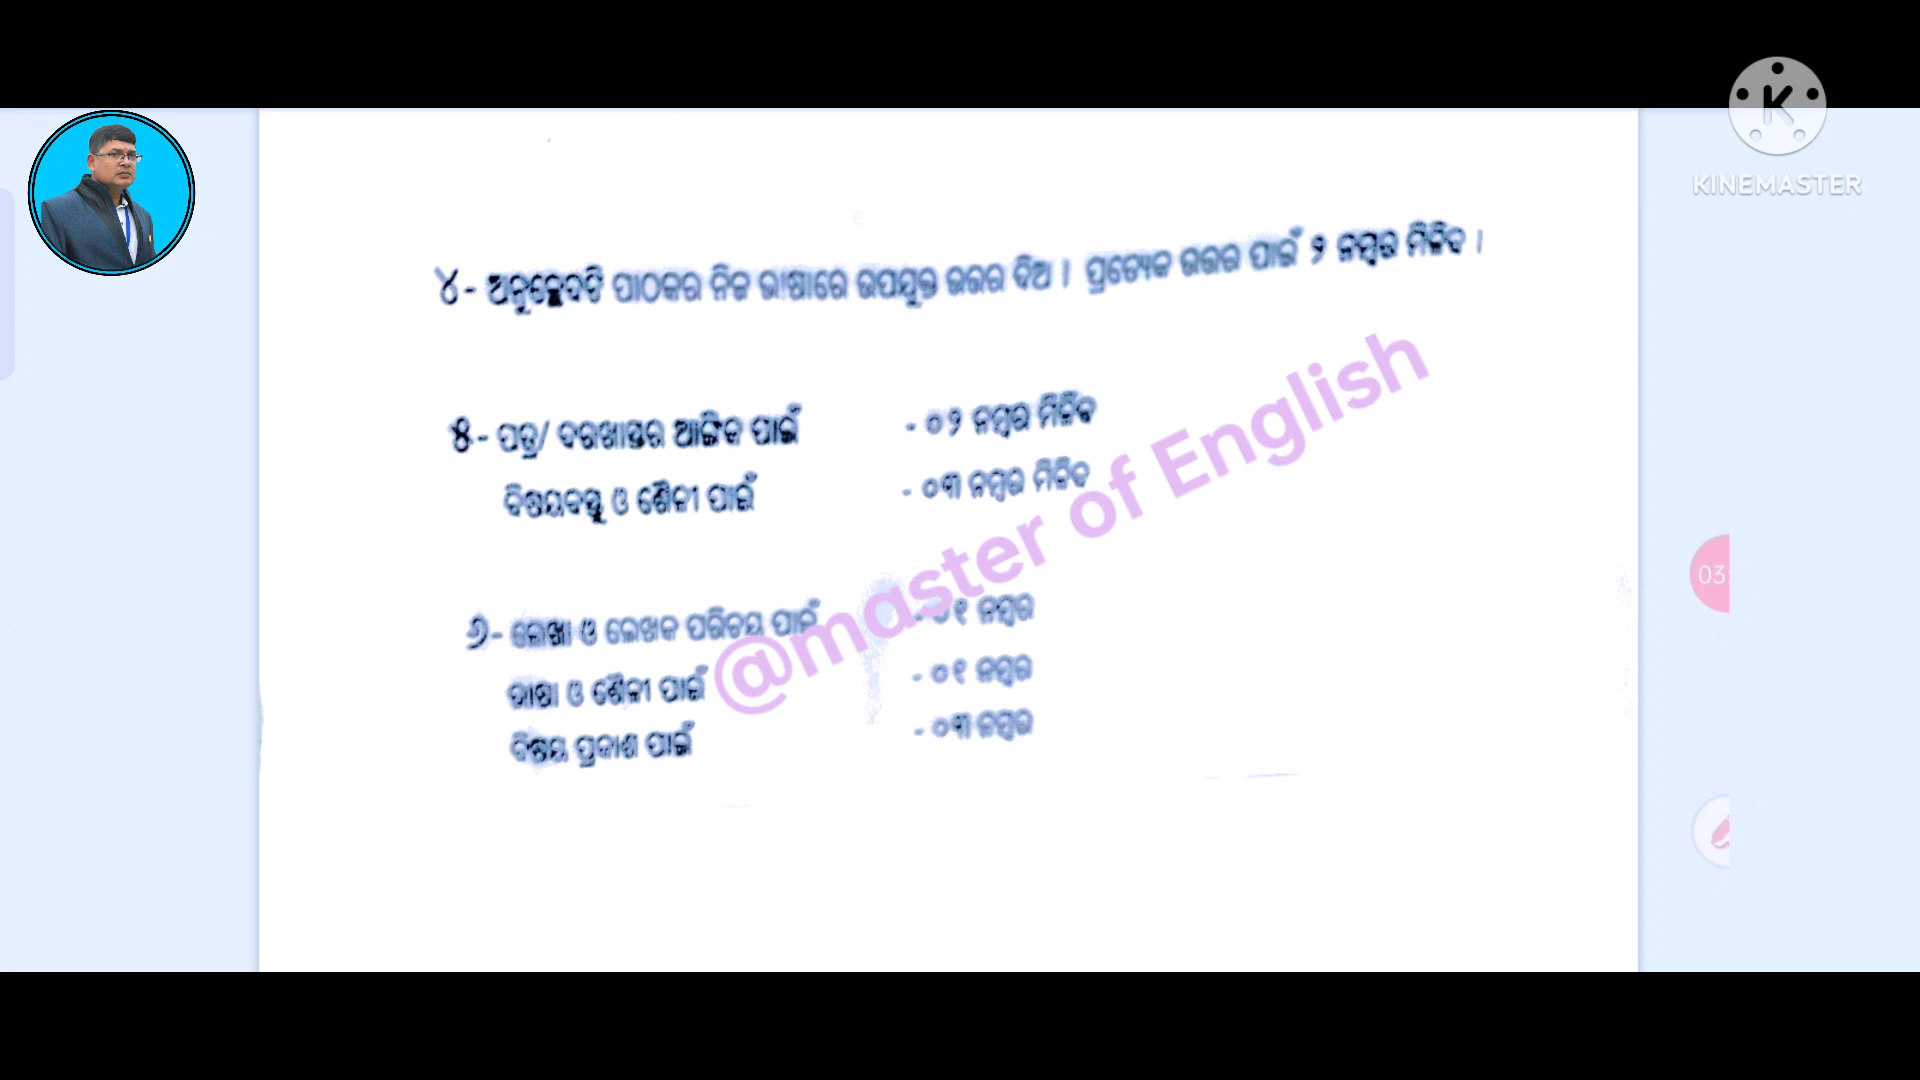 KINEMASTER
୪- ଅନୁଚ୍ଛେଦଟି ପାଠକର ନିଜ ଭାଷାରେ ଉପଯୁକ୍ତ ଉତ୍ତର ଦିଅ । ପ୍ରତ୍ୟେକ ଉତ୍ତର ପାଇଁ ୨ ନମ୍ବର ମିଳିବ ।
୫- ପତ୍ର/ ଦରଖାସ୍ତର ଆଙ୍ଗିକ ପାଇଁ - ୦୨ ନମ୍ବର ମିଳିବ
ବିଷୟବସ୍ତୁ ଓ ଶୈଳୀ ପାଇଁ - ୦୩ ନମ୍ବର ମିଳିବ
୬- ଲେଖା ଓ ଲେଖକ ପରିଚୟ ପାଇଁ - ୦୧ ନମ୍ବର
ଭାଷା ଓ ଶୈଳୀ ପାଇଁ - ୦୧ ନମ୍ବର
ବିଷୟ ପ୍ରକାଶ ପାଇଁ - ୦୩ ନମ୍ବର
@master of English